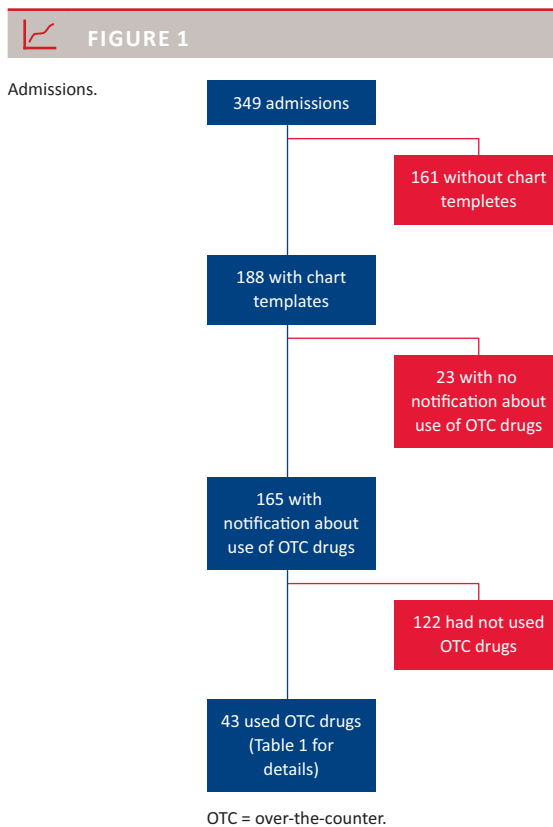 FIGURE 1
Admissions.
349 admissions
161 without chart
templetes
188 with chart
templates
23 with no
notification about
use of OTC drugs
165 with
notification about
use of OTC drugs
122 had not used
OTC drugs
43 used OTC drugs
(Table 1 for
details)
OTC = over-the-counter.